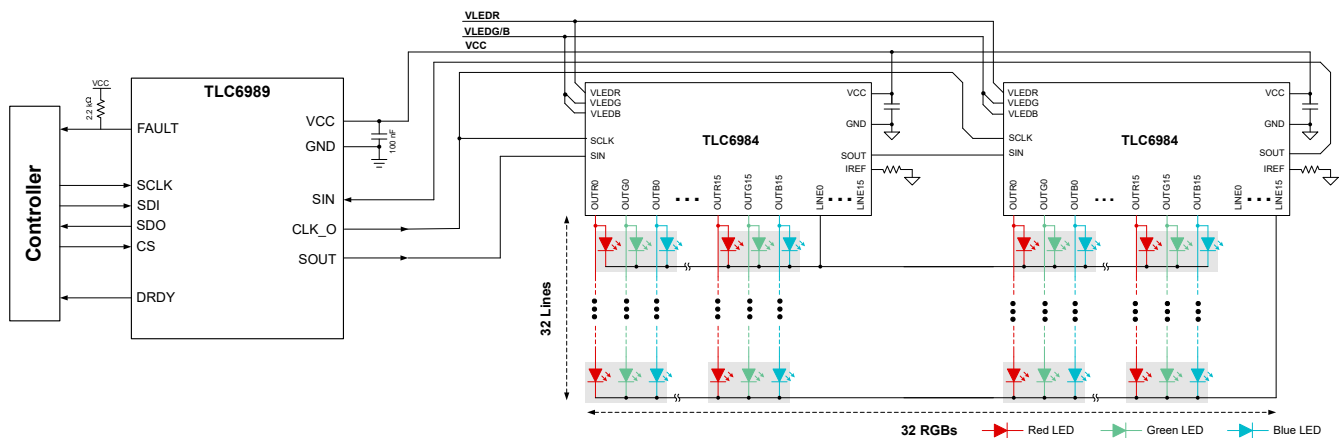 VLEDR
VLEDG/B
VCC
TLC6989
Controller
VCC
2.2 kΩ
FAULT
SCLK
SDI
SDO
CS
DRDY
VCC
GND
100 nF
SIN
CLK_O
SOUT
TLC6984
VLEDR
VLEDG
VLEDB
SCLK
SIN
VCC
GND
SOUT
IREF
OUTR0
OUTG0
OUTB0
OUTR15
OUTG15
OUTB15
LINE0
LINE15
TLC6984
VLEDR
VLEDG
VLEDB
SCLK
SIN
VCC
GND
SOUT
IREF
OUTR0
OUTG0
OUTB0
OUTR15
OUTG15
OUTB15
LINE0
LINE15
32 Lines
32 RGBs
Red LED
Green LED
Blue LED